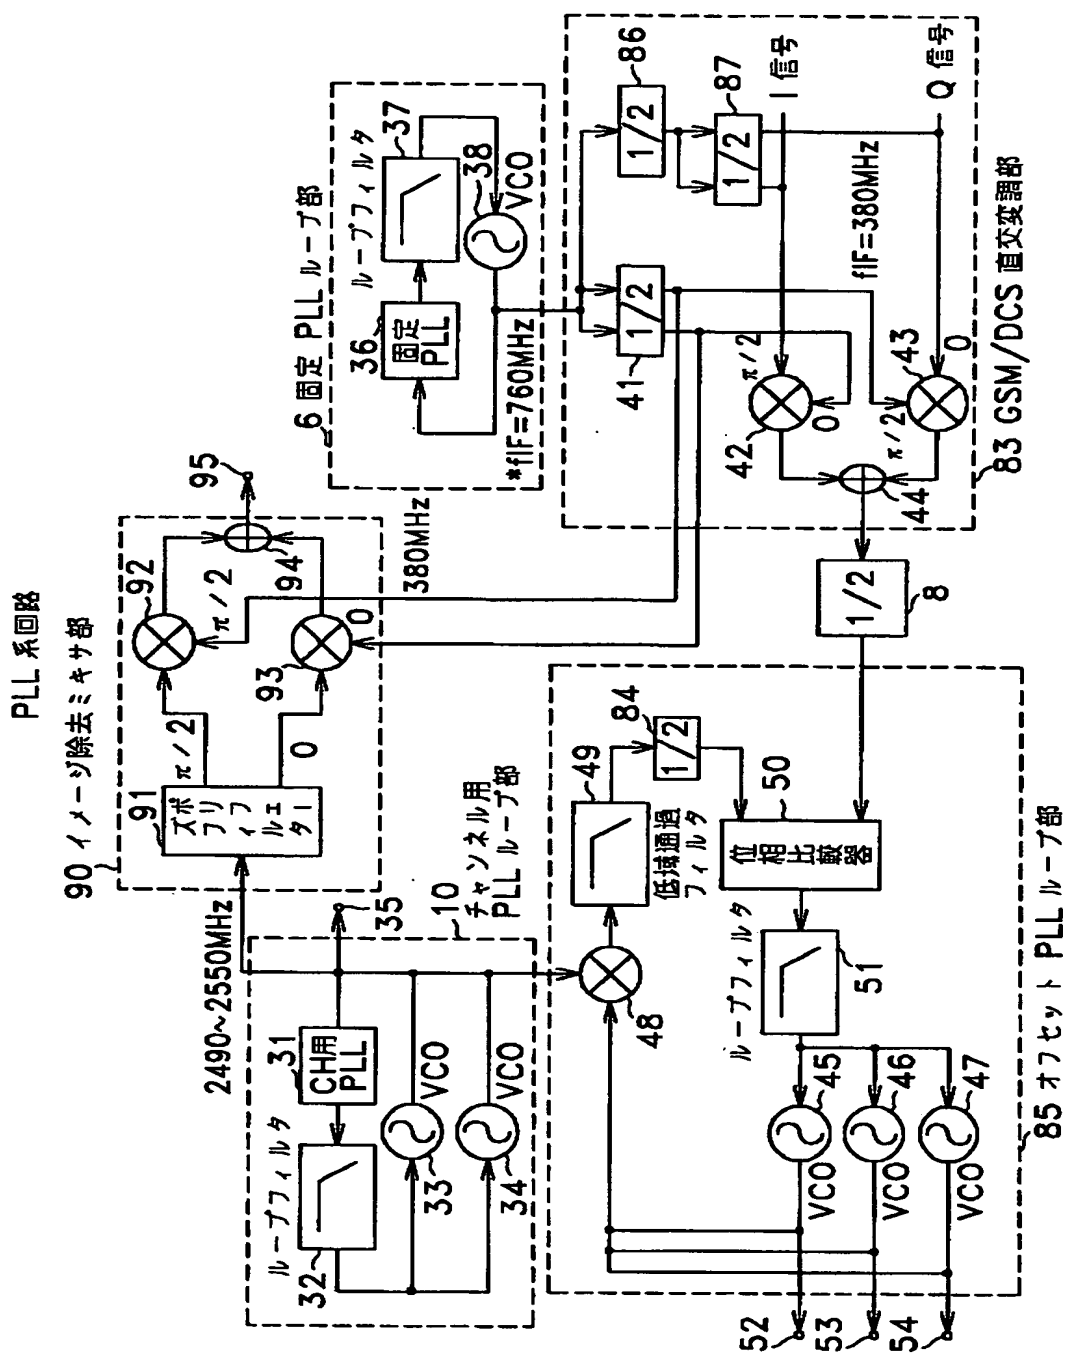 PLL 系回路
90 イメージ除去ミキサ部
91
ズポ
フリ
ィフ
ルェ
ター
π/2
0
92
93
π/2
0
94
95
2490~2550MHz
380MHz
6 固定 PLL ループ部
ループフィルタ
36
固定
PLL
37
38
VCO
*fIF=760MHz
10
チャンネル用
PLL ループ部
35
31
CH用
PLL
ループフィルタ
32
33
VCO
34
VCO
86
1/2
87
1/2
I 信号
Q 信号
41
1/2
fIF=380MHz
42
π/2
0
43
π/2
0
44
83 GSM/DCS 直交変調部
1/2
8
48
49
低域通過
フィルタ
84
1/2
50
位相比較器
ループフィルタ
51
45
VCO
46
VCO
47
VCO
52
53
54
85 オフセット PLL ループ部